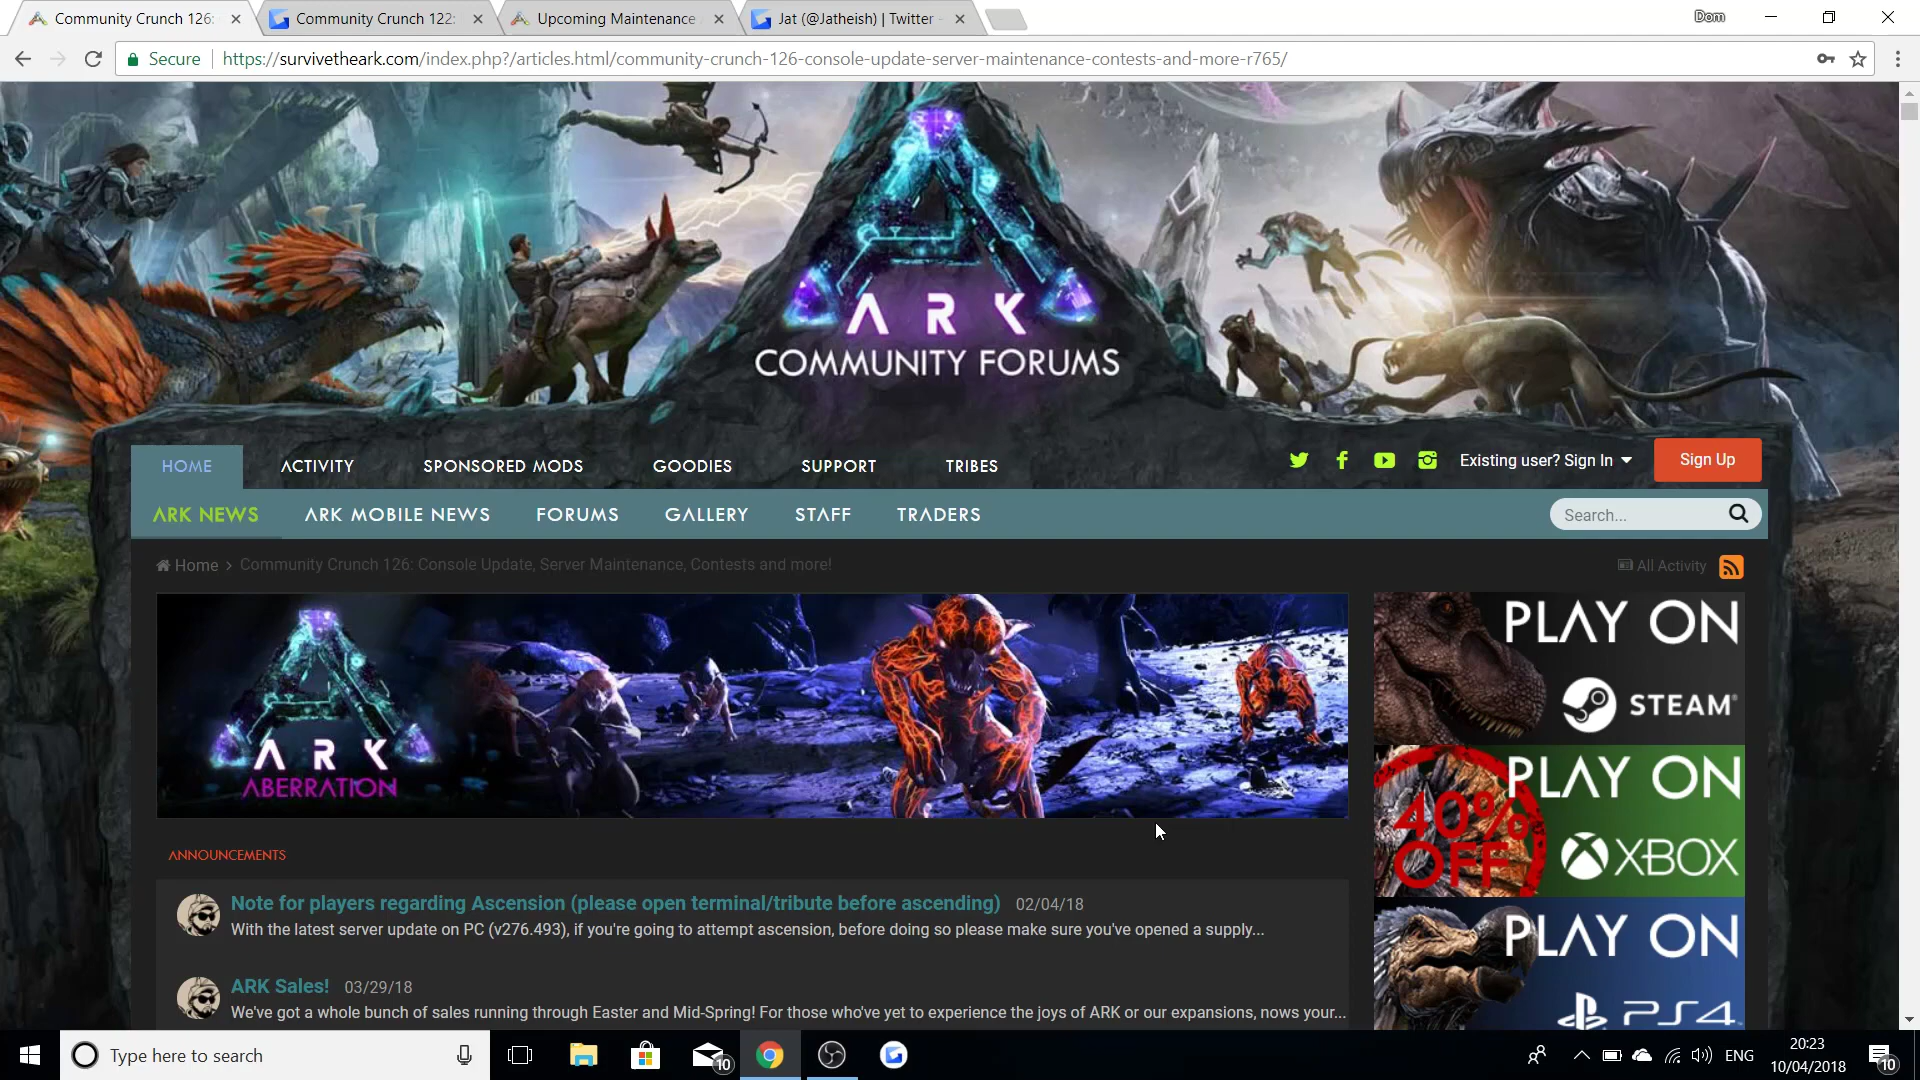 Community Crunch 126:
Community Crunch 122:
Upcoming Maintenance
Jat (@Jatheish) | Twitter
Dom
Secure
https://survivetheark.com/index.php?/articles.html/community-crunch-126-console-update-server-maintenance-contests-and-more-r765/
ARK
COMMUNITY FORUMS
HOME
ACTIVITY
SPONSORED MODS
GOODIES
SUPPORT
TRIBES
Existing user? Sign In
Sign Up
ARK NEWS
ARK MOBILE NEWS
FORUMS
GALLERY
STAFF
TRADERS
Search...
Home
Community Crunch 126: Console Update, Server Maintenance, Contests and more!
All Activity
ARK
ABERRATION
PLAY ON
STEAM
PLAY ON
40%
OFF
XBOX
PLAY ON
PS4
ANNOUNCEMENTS
Note for players regarding Ascension (please open terminal/tribute before ascending) 02/04/18
With the latest server update on PC (v276.493), if you're going to attempt ascension, before doing so please make sure you've opened a supply...
ARK Sales! 03/29/18
We've got a whole bunch of sales running through Easter and Mid-Spring! For those who've yet to experience the joys of ARK or our expansions, nows your...
Type here to search
10
ENG
20:23
10/04/2018
10